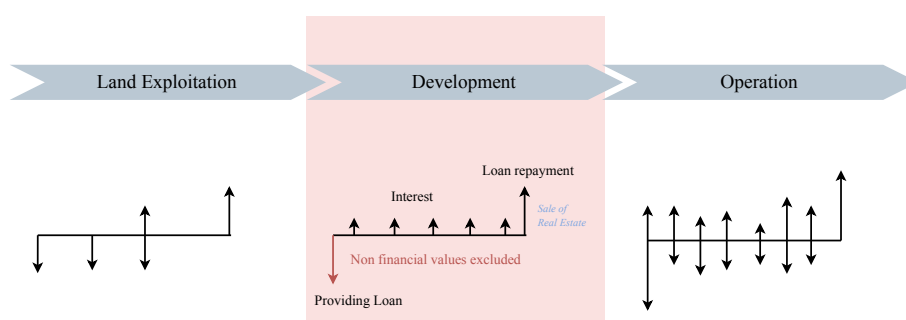 Land Exploitation
Development
Operation
Loan repayment
Interest
Sale of
Real Estate
Non financial values excluded
Providing Loan